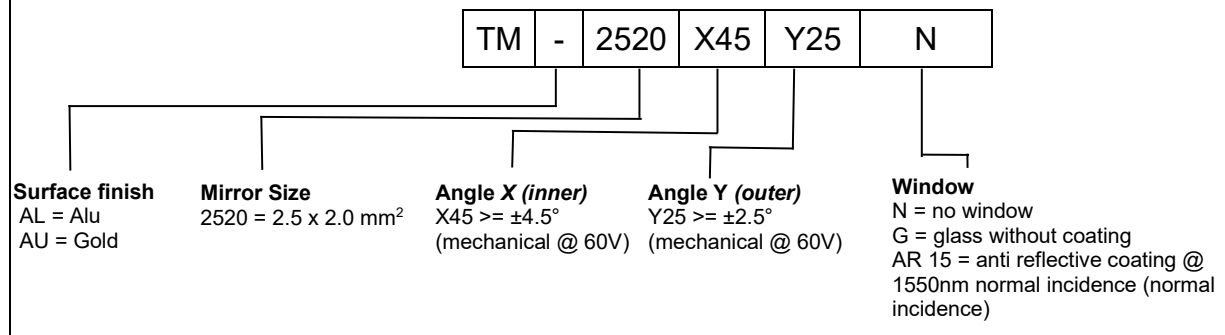 TM - 2520 X45 Y25 N
Surface finish
AL = Alu
AU = Gold
Mirror Size
2520 = 2.5 x 2.0 mm²
Angle X (inner)
X45 >= ±4.5°
(mechanical @ 60V)
Angle Y (outer)
Y25 >= ±2.5°
(mechanical @ 60V)
Window
N = no window
G = glass without coating
AR 15 = anti reflective coating @
1550nm normal incidence (normal
incidence)